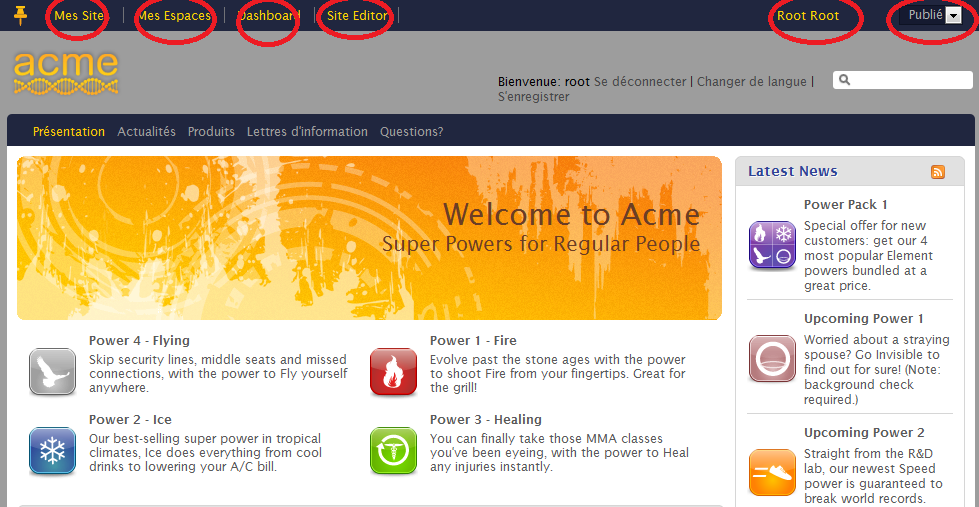 Mes Sites Mes Espaces Dashboard Site Editor Root Root Publié
acme
Bienvenue: root Se déconnecter | Changer de langue |
S'enregistrer
Présentation Actualités Produits Lettres d'information Questions?
Welcome to Acme
Super Powers for Regular People
Power 4 - Flying
Skip security lines, middle seats and missed
connections, with the power to Fly yourself
anywhere.
Power 1 - Fire
Evolve past the stone ages with the power
to shoot Fire from your fingertips. Great for
the grill!
Power 2 - Ice
Our best-selling super power in tropical
climates, Ice does everything from cool
drinks to lowering your A/C bill.
Power 3 - Healing
You can finally take those MMA classes
you've been eyeing, with the power to Heal
any injuries instantly.
Latest News
Power Pack 1
Special offer for new
customers: get our 4
most popular Element
powers bundled at a
great price.
Upcoming Power 1
Worried about a straying
spouse? Go Invisible to
find out for sure! (Note:
background check
required.)
Upcoming Power 2
Straight from the R&D
lab, our newest Speed
power is guaranteed to
break world records.